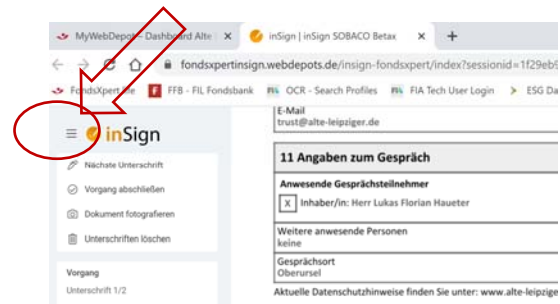 MyWebDepot - Dashboard Alte
inSign | inSign SOBACO Betax
fondsxpertinsign.webdepots.de/insign-fondsxpert/index?sessionid=1f29eb9
FondsXpert
FFB - FIL Fondsbank
OCR - Search Profiles
FIA Tech User Login
ESG Da
inSign
Nächste Unterschrift
Vorgang abschließen
Dokument fotografieren
Unterschriften löschen
Vorgang
Unterschrift 1/2
E-Mail
trust@alte-leipziger.de
11 Angaben zum Gespräch
Anwesende Gesprächsteilnehmer
X Inhaber/in: Herr Lukas Florian Haueter
Weitere anwesende Personen
keine
Gesprächsort
Oberursel
Aktuelle Datenschutzhinweise finden Sie unter: www.alte-leipzige